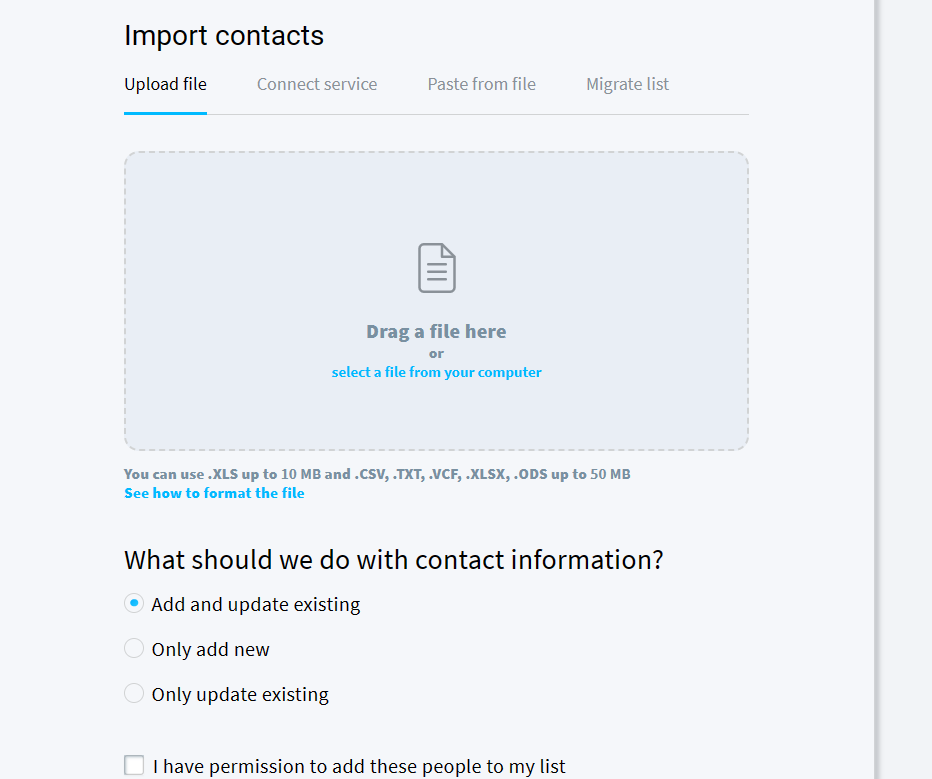 Import contacts
Upload file Connect service Paste from file Migrate list
Drag a file here
or
select a file from your computer
You can use .XLS up to 10 MB and .CSV, .TXT, .VCF, .XLSX, .ODS up to 50 MB
See how to format the file
What should we do with contact information?
Add and update existing
Only add new
Only update existing
I have permission to add these people to my list